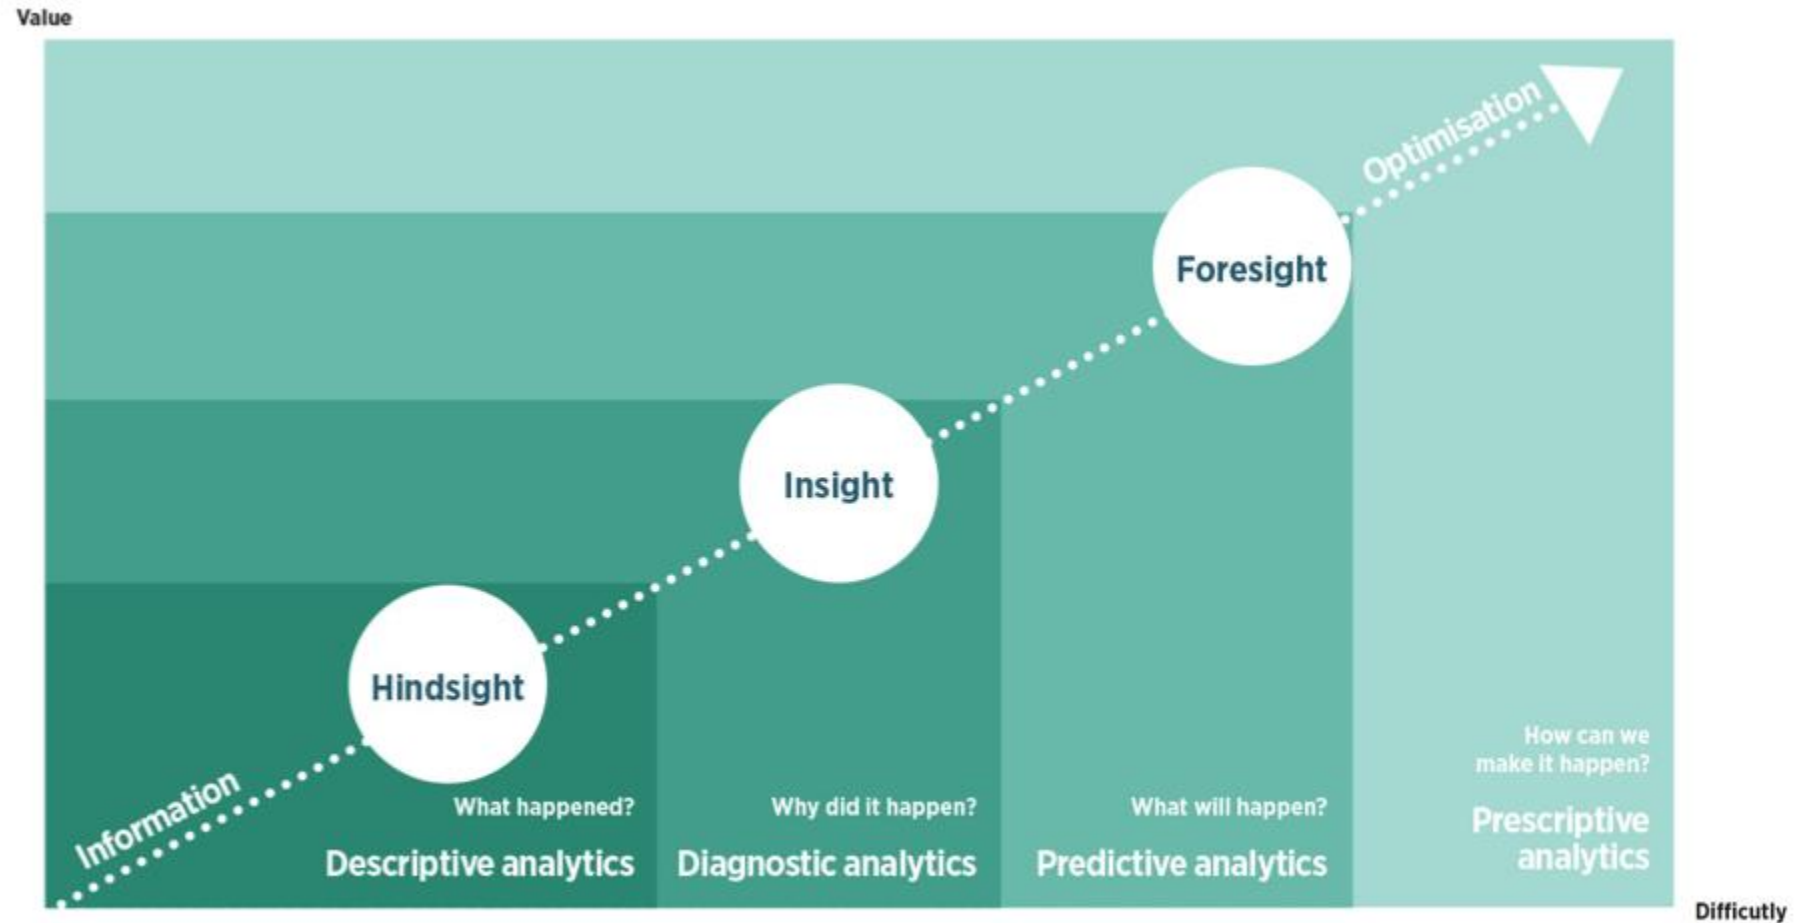 Value
Optimisation
Foresight
Insight
Hindsight
Information
What happened?
Descriptive analytics
Why did it happen?
Diagnostic analytics
What will happen?
Predictive analytics
How can we
make it happen?
Prescriptive
analytics
Difficutly